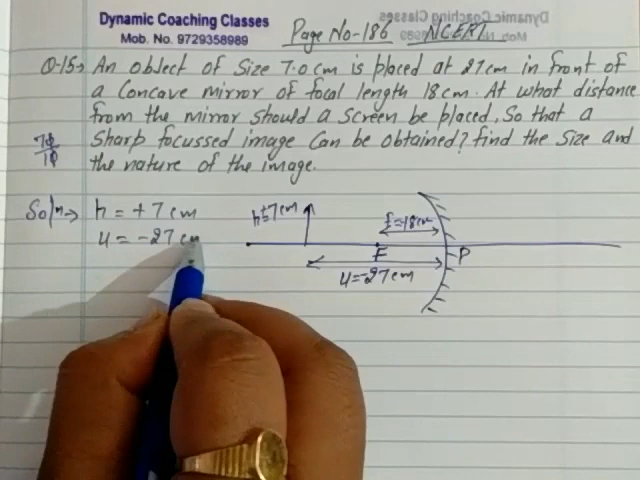 Dynamic Coaching Classes
Mob. No. 9729358989
Page No-186 NCERT
Q.15→ An object of Size 7.0 cm is placed at 27cm in front of
a Concave mirror of focal length 18 cm. At what distance
from the mirror should a screen be placed, So that a
Sharp focussed image Can be obtained? find the Size and
the nature of the image.
Soln→ h = +7 cm
u = -27 cm
h=+7cm
f=-18cm
F
P
u=-27cm